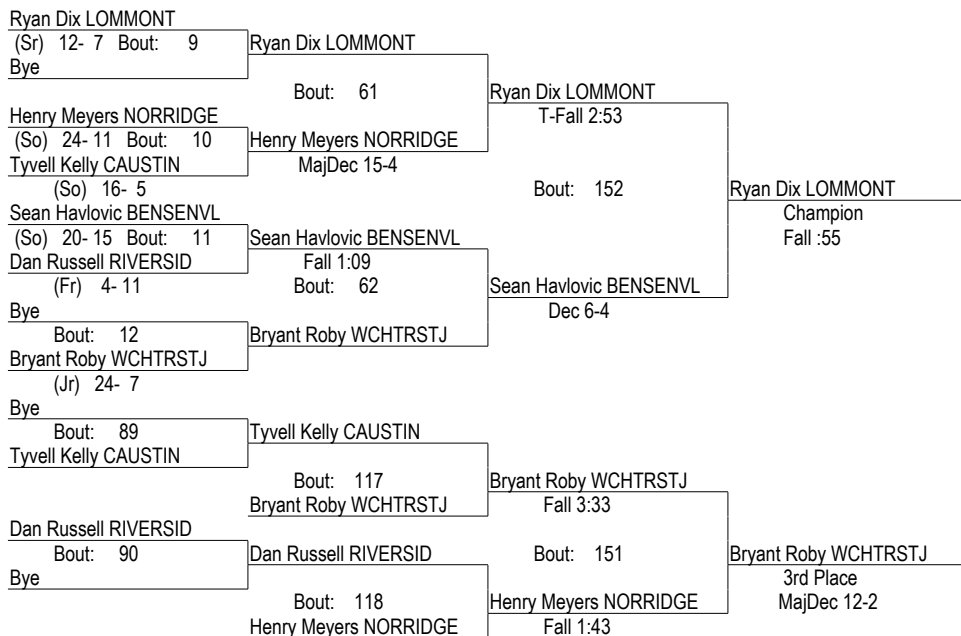 Ryan Dix LOMMONT
(Sr) 12- 7 Bout: 9 Ryan Dix LOMMONT
Bye
Bout: 61 Ryan Dix LOMMONT
Henry Meyers NORRIDGE T-Fall 2:53
(So) 24- 11 Bout: 10 Henry Meyers NORRIDGE
Tyvell Kelly CAUSTIN MajDec 15-4
(So) 16- 5 Bout: 152 Ryan Dix LOMMONT
Sean Havlovic BENSENVL Champion
(So) 20- 15 Bout: 11 Sean Havlovic BENSENVL Fall :55
Dan Russell RIVERSID Fall 1:09
(Fr) 4- 11 Bout: 62 Sean Havlovic BENSENVL
Bye Dec 6-4
Bout: 12 Bryant Roby WCHTRSTJ
Bryant Roby WCHTRSTJ
(Jr) 24- 7
Bye
Bout: 89 Tyvell Kelly CAUSTIN
Tyvell Kelly CAUSTIN
Bout: 117 Bryant Roby WCHTRSTJ
Bryant Roby WCHTRSTJ Fall 3:33
Dan Russell RIVERSID
Bout: 90 Dan Russell RIVERSID Bout: 151 Bryant Roby WCHTRSTJ
Bye 3rd Place
Bout: 118 Henry Meyers NORRIDGE MajDec 12-2
Henry Meyers NORRIDGE Fall 1:43